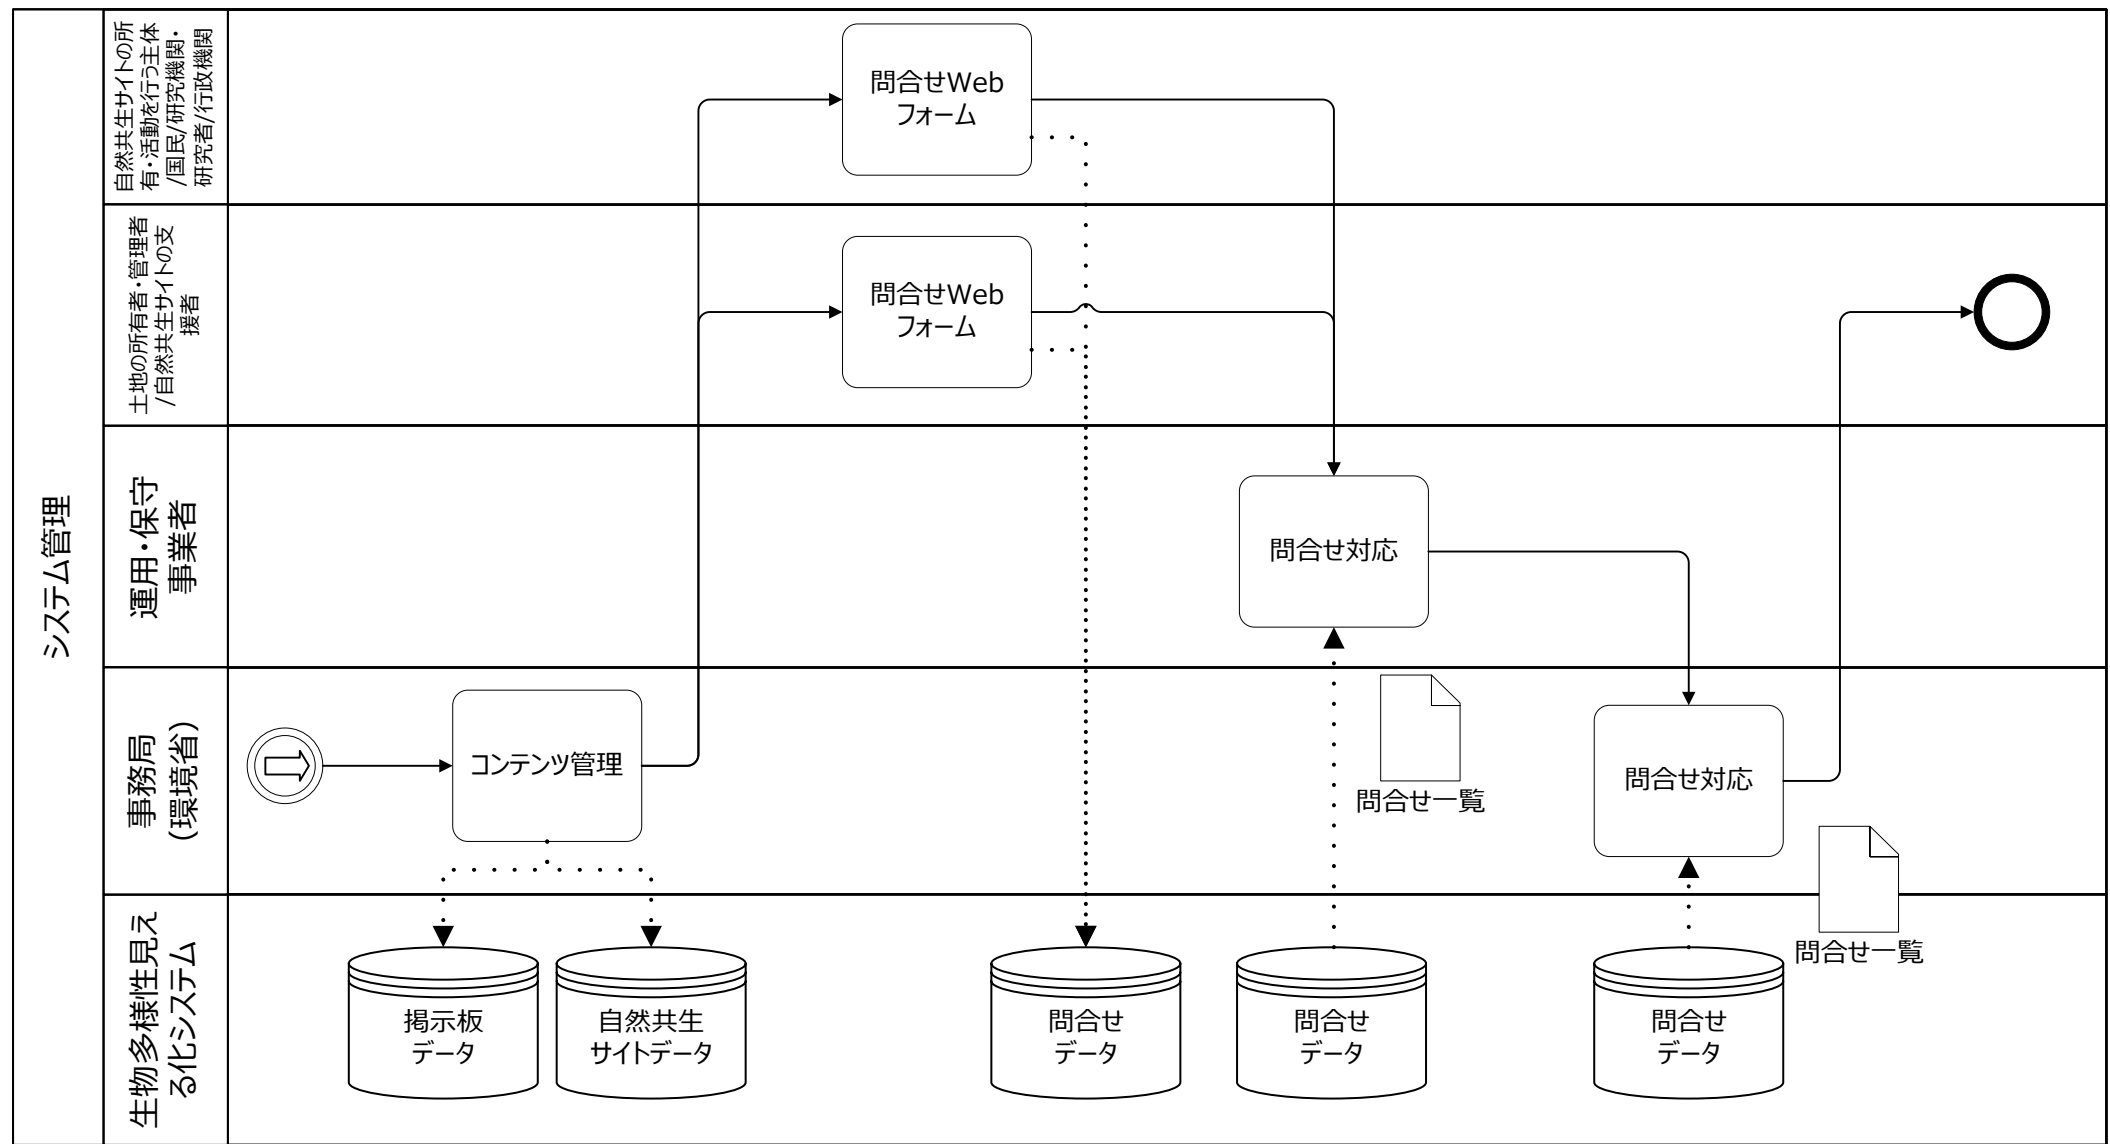 システム管理
自然共生サイトの所
有・活動を行う主体
/国民/研究機関・
研究者/行政機関
問合せWeb
フォーム
土地の所有者・管理者
/自然共生サイトの支
援者
問合せWeb
フォーム
運用・保守
事業者
問合せ対応
事務局
(環境省)
コンテンツ管理
問合せ一覧
問合せ対応
問合せ一覧
生物多様性見え
る化システム
掲示板
データ
自然共生
サイトデータ
問合せ
データ
問合せ
データ
問合せ
データ